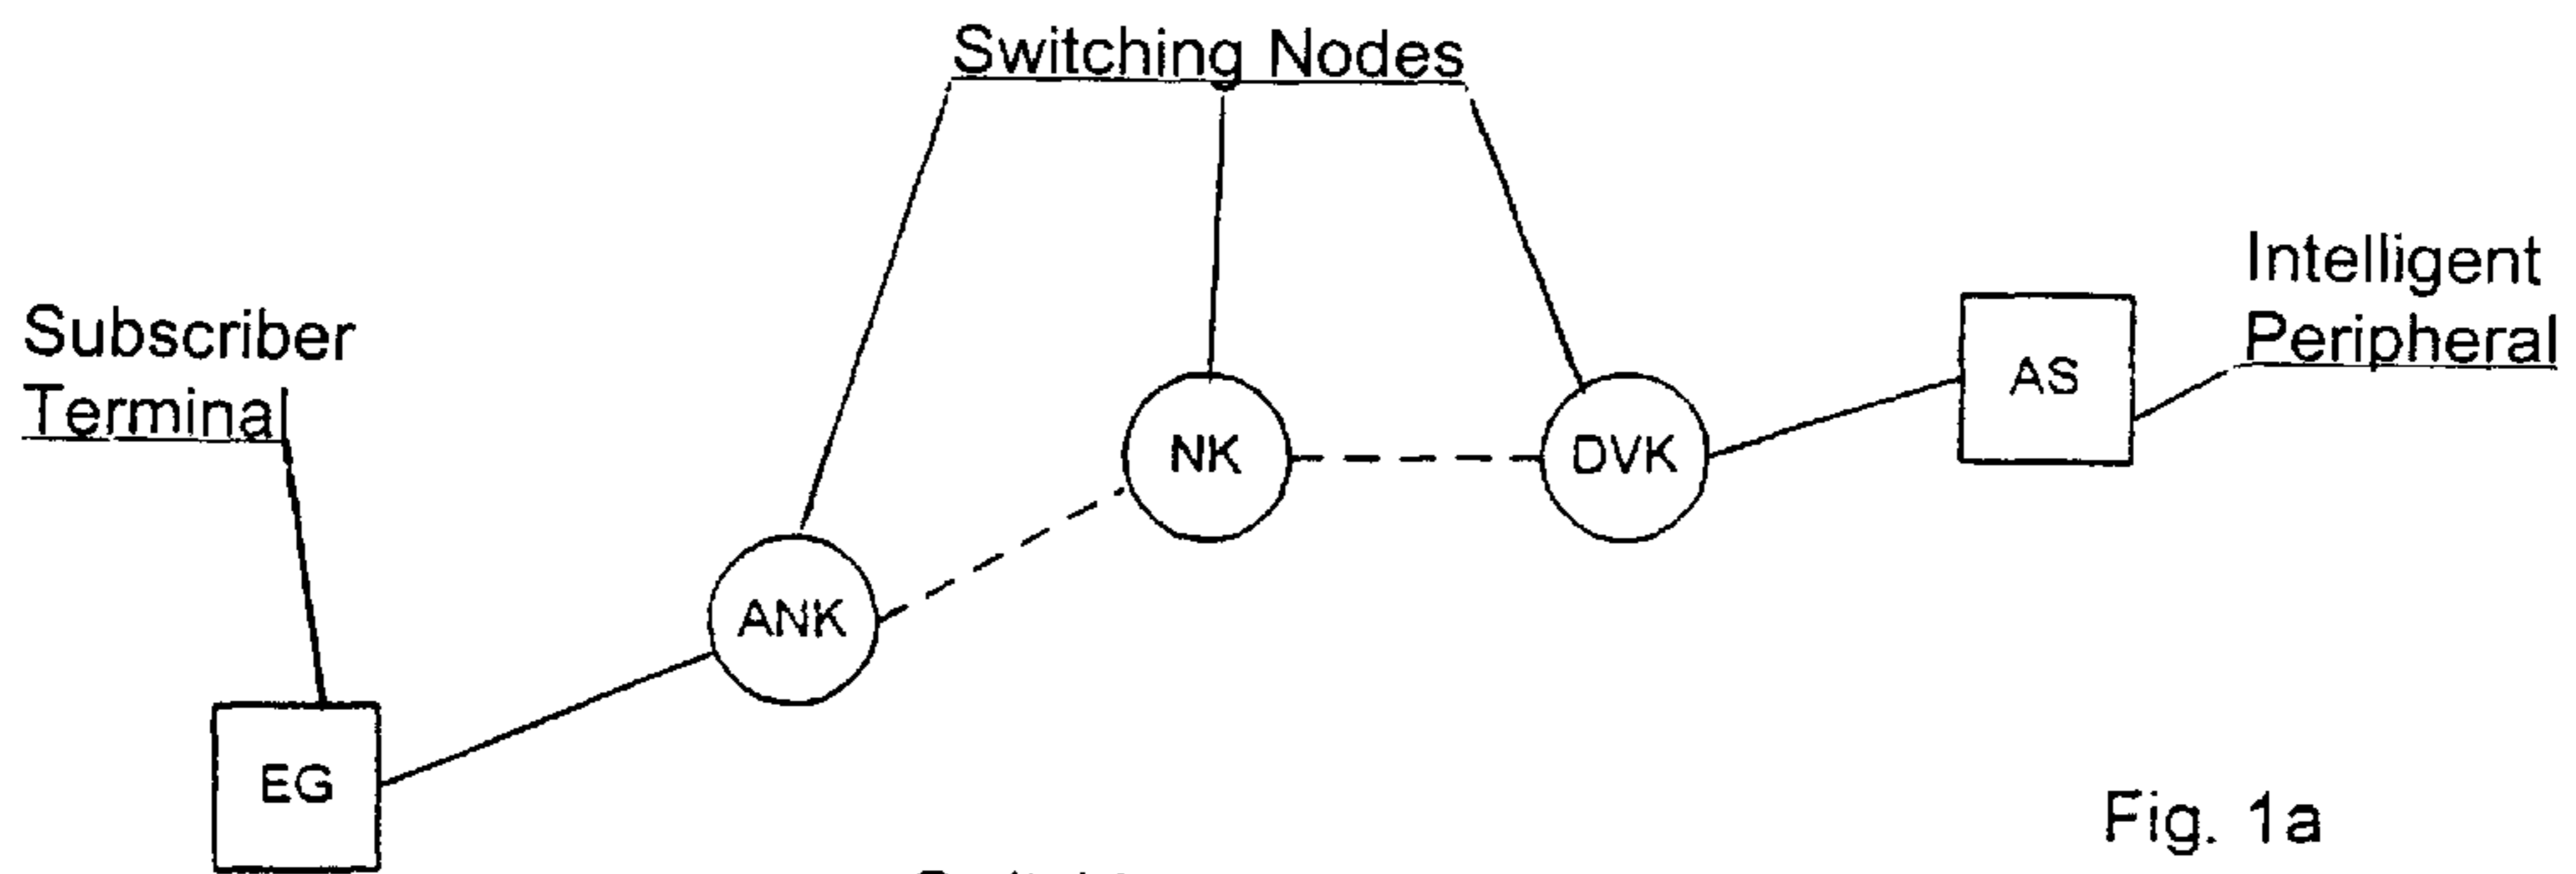 Switching Nodes
Intelligent
Peripheral
Subscriber
Terminal
AS
NK
DVK
ANK
EG
Fig. 1a